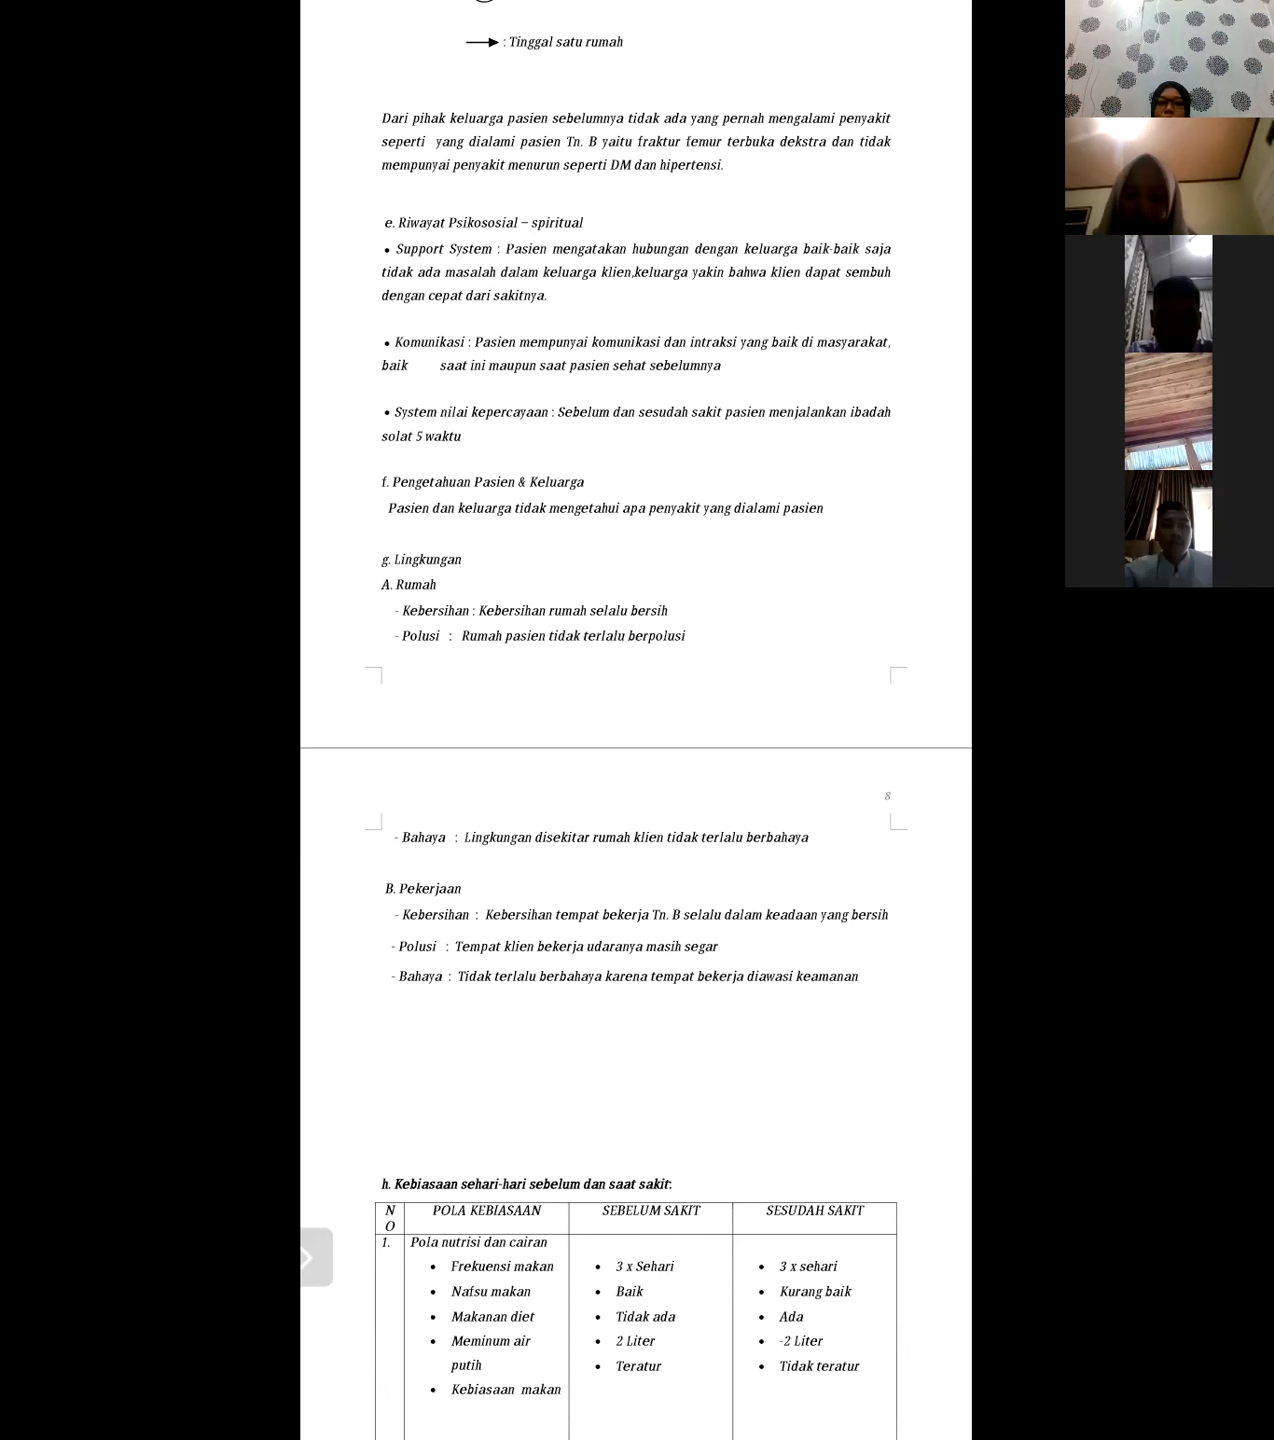 : Tinggal satu rumah
Dari pihak keluarga pasien sebelumnya tidak ada yang pernah mengalami penyakit
seperti yang dialami pasien Tn. B yaitu fraktur femur terbuka dekstra dan tidak
mempunyai penyakit menurun seperti DM dan hipertensi.
e. Riwayat Psikososial – spiritual
• Support System : Pasien mengatakan hubungan dengan keluarga baik-baik saja
tidak ada masalah dalam keluarga klien,keluarga yakin bahwa klien dapat sembuh
dengan cepat dari sakitnya.
• Komunikasi : Pasien mempunyai komunikasi dan intraksi yang baik di masyarakat,
baik saat ini maupun saat pasien sehat sebelumnya
• System nilai kepercayaan : Sebelum dan sesudah sakit pasien menjalankan ibadah
solat 5 waktu
f. Pengetahuan Pasien & Keluarga
Pasien dan keluarga tidak mengetahui apa penyakit yang dialami pasien
g. Lingkungan
A. Rumah
- Kebersihan : Kebersihan rumah selalu bersih
- Polusi : Rumah pasien tidak terlalu berpolusi
8
- Bahaya : Lingkungan disekitar rumah klien tidak terlalu berbahaya
B. Pekerjaan
- Kebersihan : Kebersihan tempat bekerja Tn. B selalu dalam keadaan yang bersih
- Polusi : Tempat klien bekerja udaranya masih segar
- Bahaya : Tidak terlalu berbahaya karena tempat bekerja diawasi keamanan
h. Kebiasaan sehari-hari sebelum dan saat sakit:
NO POLA KEBIASAAN SEBELUM SAKIT SESUDAH SAKIT
1. Pola nutrisi dan cairan
• Frekuensi makan • 3 x Sehari • 3 x sehari
• Nafsu makan • Baik • Kurang baik
• Makanan diet • Tidak ada • Ada
• Meminum air • 2 Liter • -2 Liter
putih • Teratur • Tidak teratur
• Kebiasaan makan